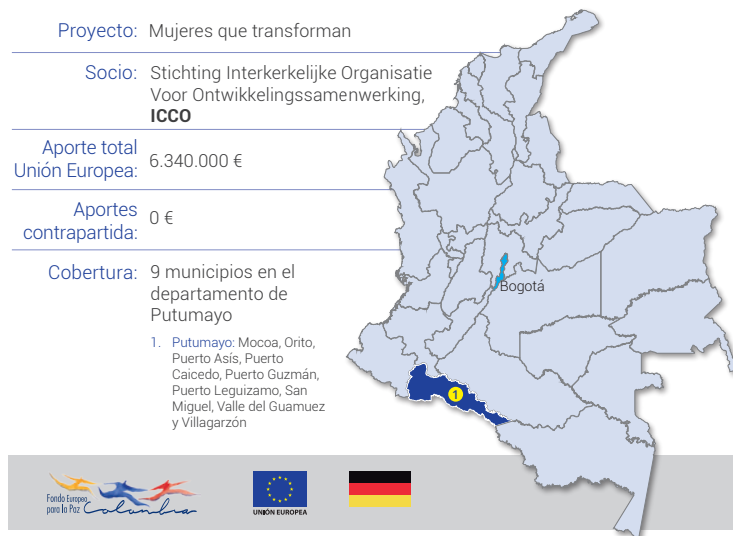 Proyecto: Mujeres que transforman
Socio: Stichting Interkerkelijke Organisatie
Voor Ontwikkelingssamenwerking,
ICCO
Aporte total
Unión Europea: 6.340.000 €
Aportes
contrapartida: 0 €
Cobertura: 9 municipios en el
departamento de
Putumayo
1. Putumayo: Mocoa, Orito,
Puerto Asís, Puerto
Caicedo, Puerto Guzmán,
Puerto Leguizamo, San
Miguel, Valle del Guamuez
y Villagarzón
Bogotá
1
Fondo Europeo
para la Paz
Colombia
UNIÓN EUROPEA